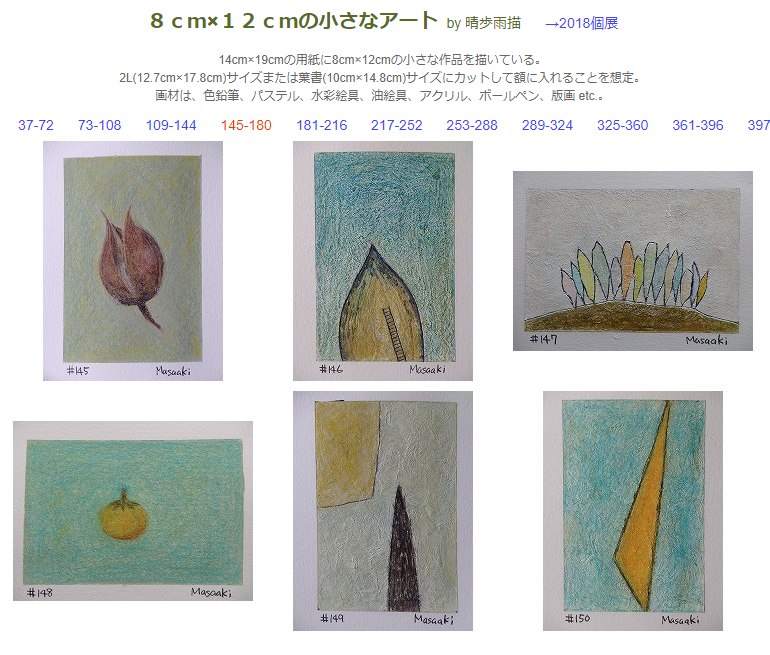 ８ｃｍ×１２ｃｍの小さなアート by 晴歩雨描 →2018個展
14cm×19cmの用紙に8cm×12cmの小さな作品を描いている。
2L(12.7cm×17.8cm)サイズまたは葉書(10cm×14.8cm)サイズにカットして額に入れることを想定。
画材は、色鉛筆、パステル、水彩絵具、油絵具、アクリル、ボールペン、版画 etc.。
37-72 73-108 109-144 145-180 181-216 217-252 253-288 289-324 325-360 361-396 397
#145 Masaaki
#146 Masaaki
#147 Masaaki
#148 Masaaki
#149 Masaaki
#150 Masaaki